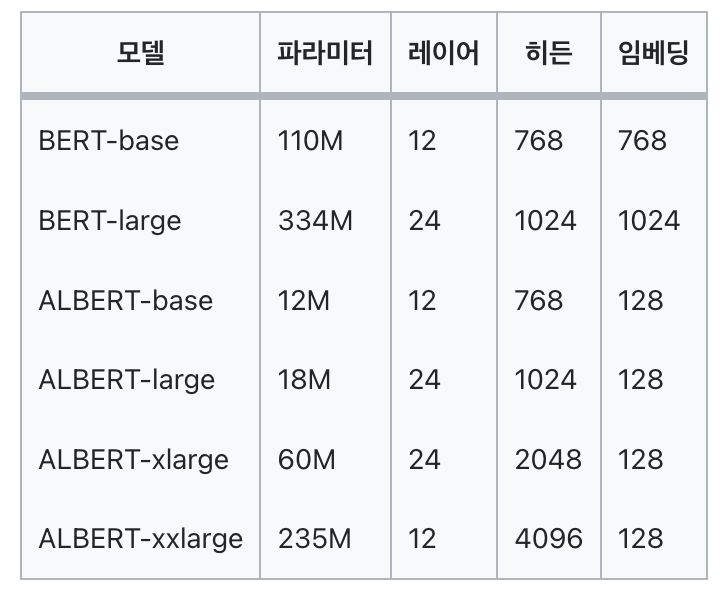 모델 파라미터 레이어 히든 임베딩
BERT-base 110M 12 768 768
BERT-large 334M 24 1024 1024
ALBERT-base 12M 12 768 128
ALBERT-large 18M 24 1024 128
ALBERT-xlarge 60M 24 2048 128
ALBERT-xxlarge 235M 12 4096 128